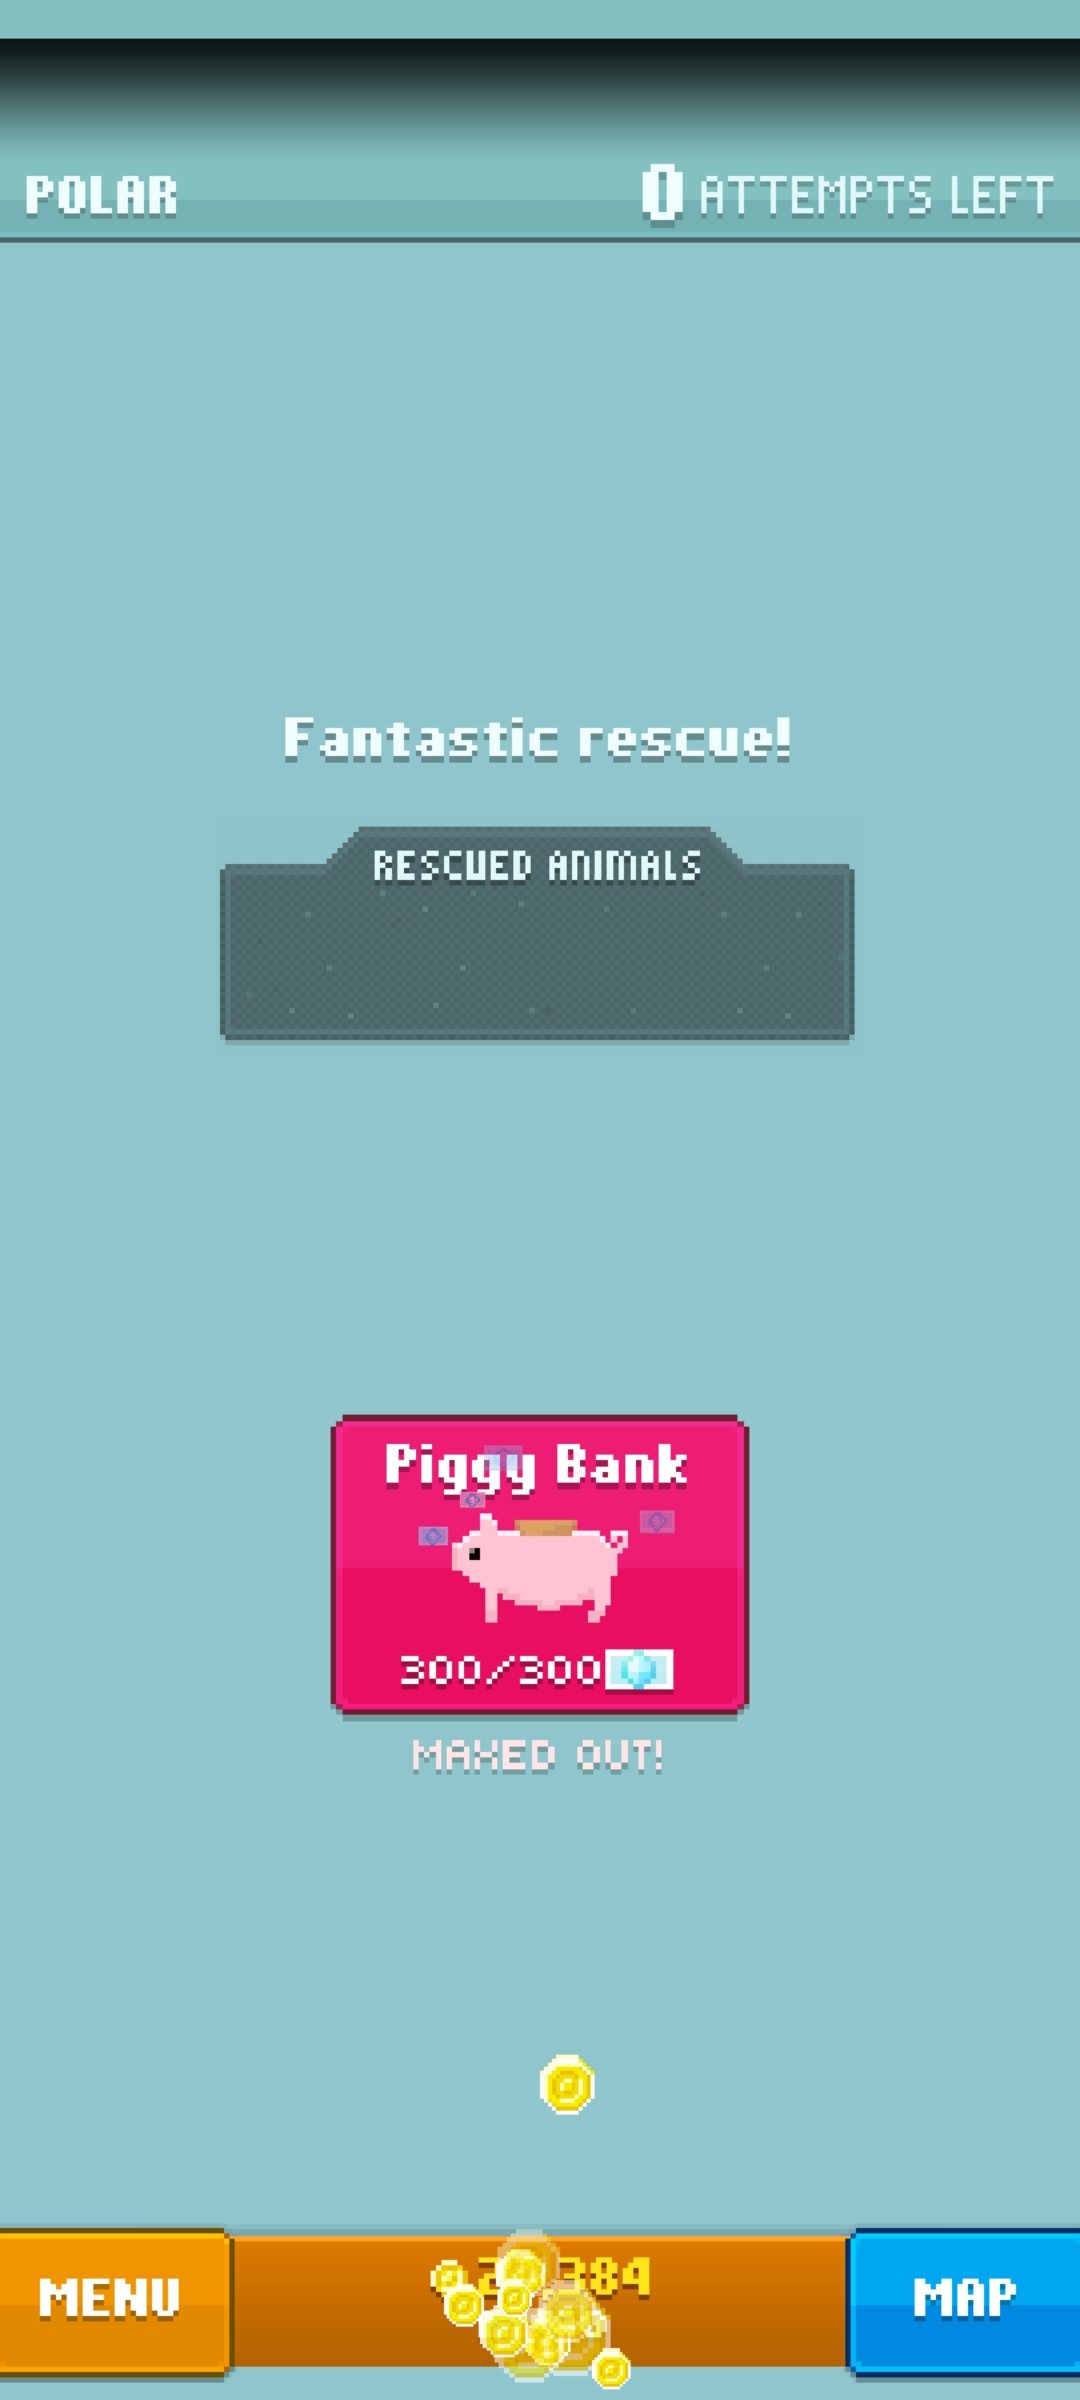 POLAR
0 ATTEMPTS LEFT
Fantastic rescue!
RESCUED ANIMALS
Piggy Bank
300/300
MAXED OUT!
MENU
MAP